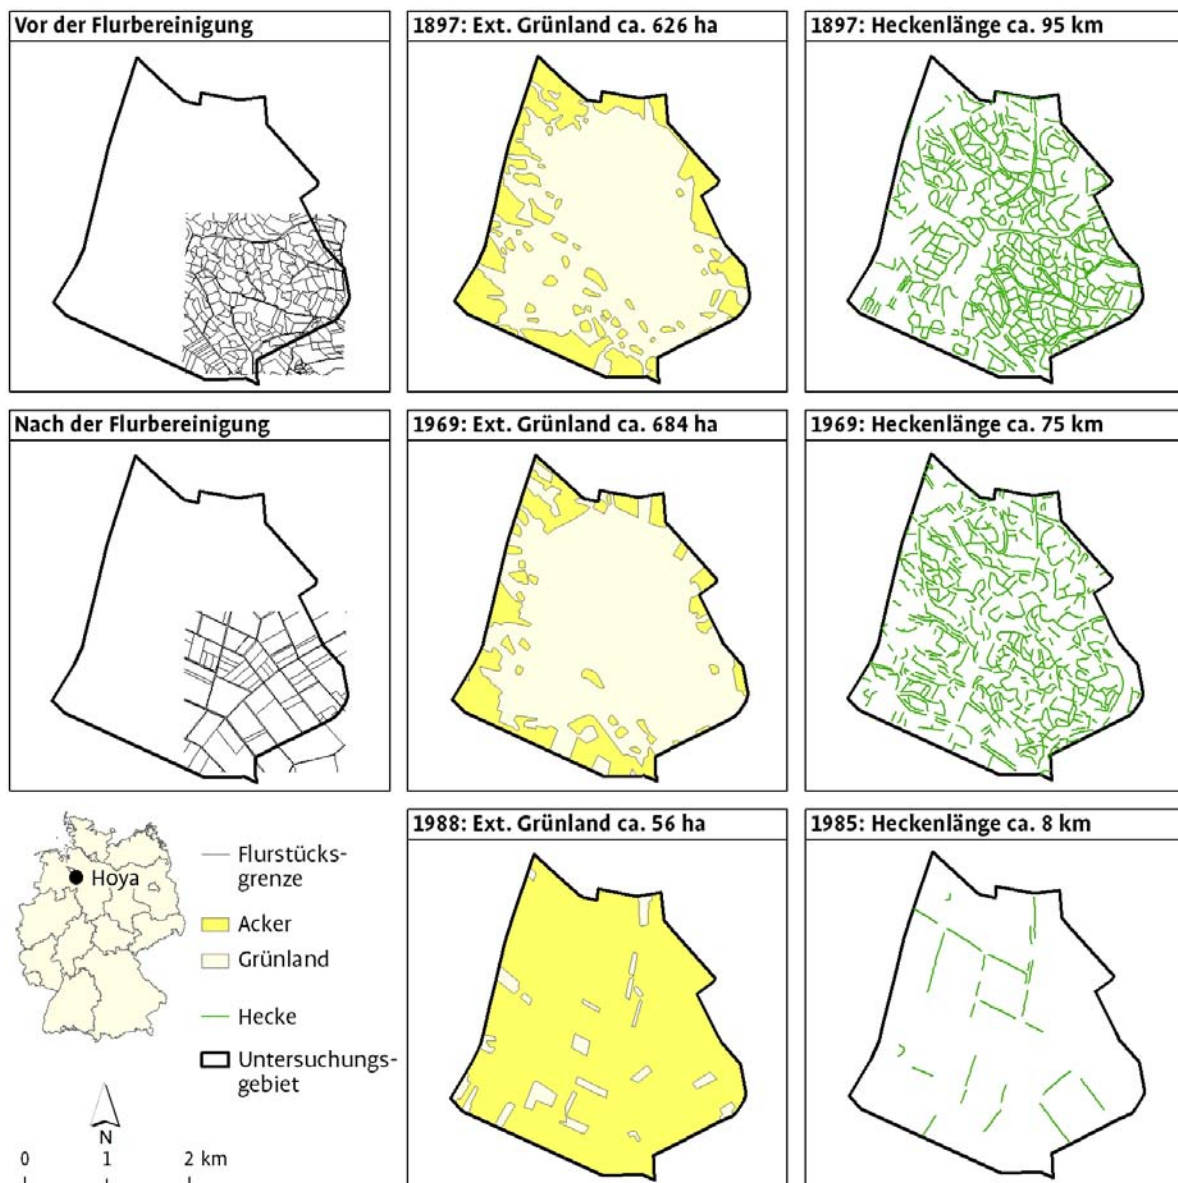 Vor der Flurbereinigung
1897: Ext. Grünland ca. 626 ha
1897: Heckenlänge ca. 95 km
Nach der Flurbereinigung
1969: Ext. Grünland ca. 684 ha
1969: Heckenlänge ca. 75 km
Hoya
Flurstücks-
grenze
Acker
Grünland
Hecke
Untersuchungs-
gebiet
N
0 1 2 km
1988: Ext. Grünland ca. 56 ha
1985: Heckenlänge ca. 8 km